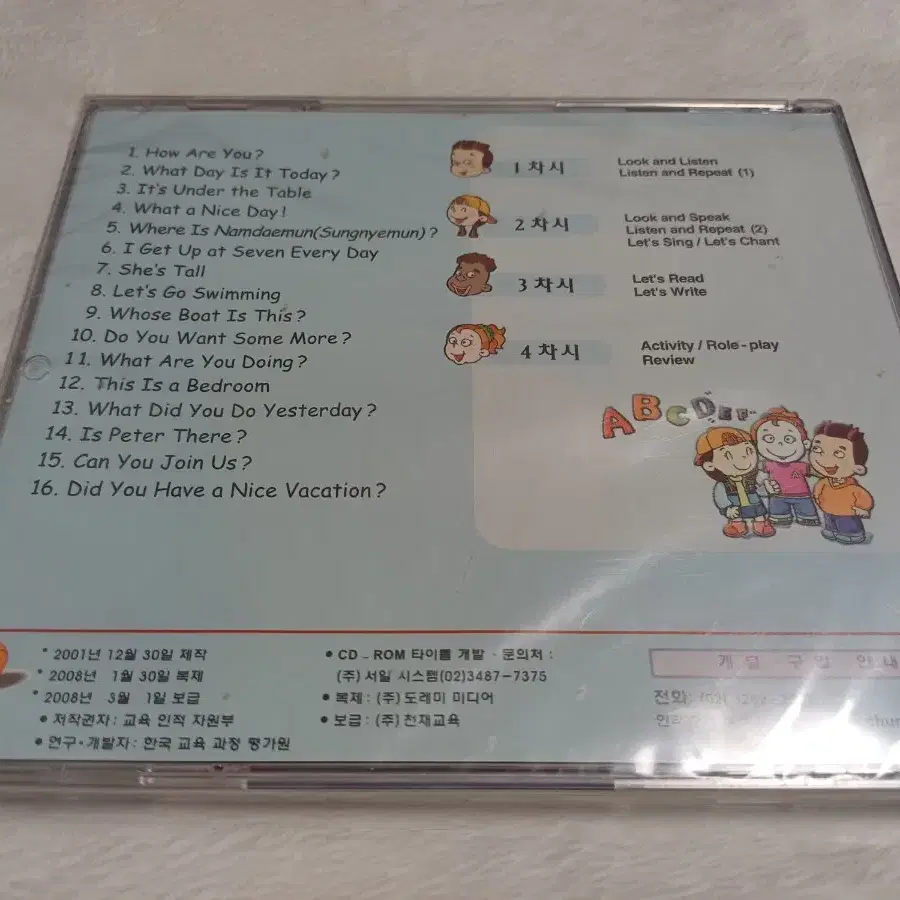 1. How Are You?
2. What Day Is It Today?
3. It's Under the Table
4. What a Nice Day!
5. Where Is Namdaemun(Sungnyemun)?
6. I Get Up at Seven Every Day
7. She's Tall
8. Let's Go Swimming
9. Whose Boat Is This?
10. Do You Want Some More?
11. What Are You Doing?
12. This Is a Bedroom
13. What Did You Do Yesterday?
14. Is Peter There?
15. Can You Join Us?
16. Did You Have a Nice Vacation?
1 차시
Look and Listen
Listen and Repeat (1)
2 차시
Look and Speak
Listen and Repeat (2)
Let's Sing / Let's Chant
3 차시
Let's Read
Let's Write
4 차시
Activity / Role-play
Review
ABCDEF
* 2001년 12월 30일 제작
* 2008년 1월 30일 복제
* 2008년 3월 1일 보급
● 저작권자 : 교육 인적 자원부
● 연구·개발자 : 한국 교육 과정 평가원
● CD-ROM 타이틀 개발·문의처 :
(주) 서일 시스템(02)3487-7375
● 복제 : (주) 도레미 미디어
● 보급 : (주) 천재교육
개별 구입 안내
전화